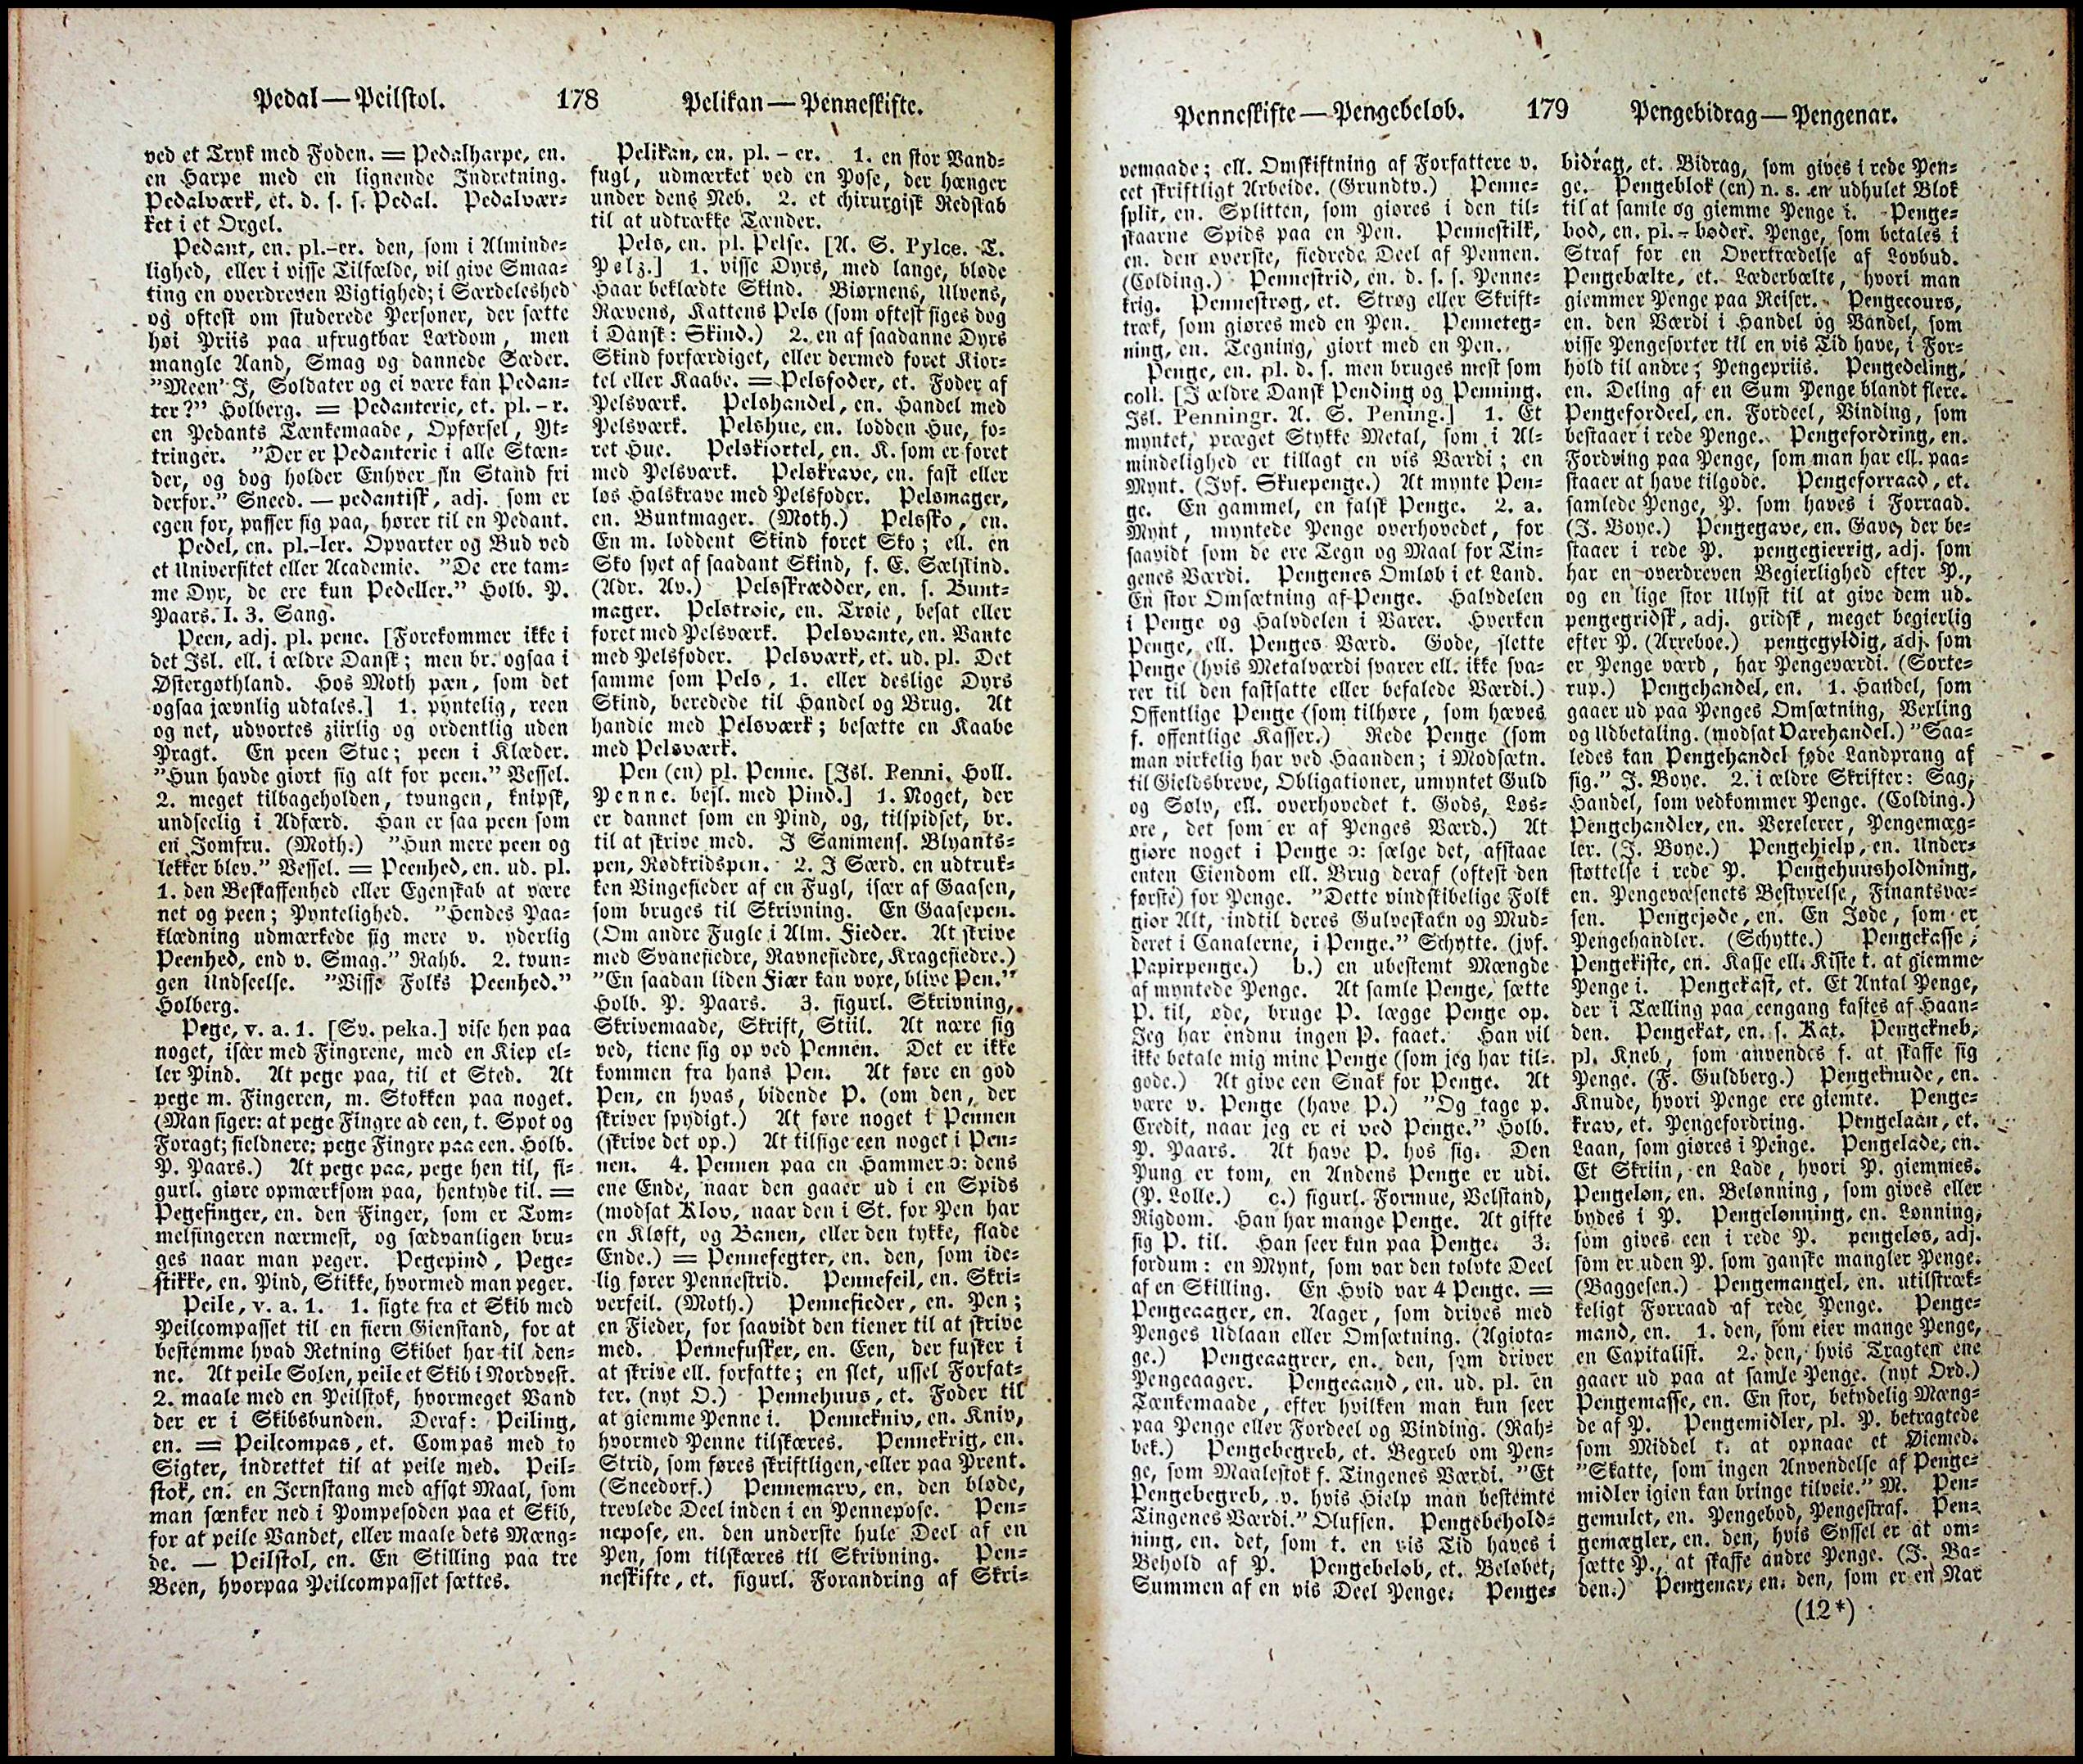 Pedal — Peilstol. 178 Pelikan — Penneskifte.
ved et Tryk med Foden. = Pedalharpe, en.
en Harpe med en lignende Indretning.
Pedalværk, et. d. s. s. Pedal. Pedalvær-
ket i et Orgel.
Pedant, en. pl.-er. den, som i Alminde-
lighed, eller i visse Tilfælde, vil give Smaa-
ting en overdreven Vigtighed; i Særdeleshed
og oftest om studerede Personer, der sætte
høi Priis paa ufrugtbar Lærdom, men
mangle Aand, Smag og dannede Sæder.
"Meen' I, Soldater og ei være kan Pedan-
ter?" Holberg. = Pedanterie, et. pl. - r.
en Pedants Tænkemaade, Opførsel, Yt-
tringer. "Der er Pedanterie i alle Stæn-
der, og dog holder Enhver sin Stand fri
derfor." Sneed. — pedantisk, adj. som er
egen for, passer sig paa, hører til en Pedant.
Pedel, en. pl.-ler. Opvarter og Bud ved
et Universitet eller Academie. "De ere tam-
me Dyr, de ere kun Pedeller." Holb. P.
Paars. I. 3. Sang.
Peen, adj. pl. pene. [Forekommer ikke i
det Isl. ell. i ældre Dansk; men br. ogsaa i
Østergøthland. Hos Moth pæn, som det
ogsaa jævnlig udtales.] 1. pyntelig, reen
og net, udvortes ziirlig og ordentlig uden
Pragt. En peen Stue; peen i Klæder.
"Hun havde giort sig alt for peen." Vessel.
2. meget tilbageholden, tvungen, knipsk,
undseelig i Adfærd. Han er saa peen som
en Jomfru. (Moth.) "Hun mere peen og
lekker blev." Vessel. = Peenhed, en. ud. pl.
1. den Beskaffenhed eller Egenskab at være
net og peen; Pyntelighed. "Hendes Paa-
klædning udmærkede sig mere v. yderlig
Peenhed, end v. Smag." Rahb. 2. tvun-
gen Undseelse. "Visse Folks Peenhed."
Holberg.
Pege, v. a. 1. [Sv. peka.] vise hen paa
noget, især med Fingrene, med en Kiep el-
ler Pind. At pege paa, til et Sted. At
pege m. Fingeren, m. Stokken paa noget.
(Man siger: at pege Fingre ad een, t. Spot og
Foragt; sieldnere: pege Fingre paa een. Holb.
P. Paars.) At pege paa, pege hen til, fi-
gurl. giøre opmærksom paa, hentyde til. =
Pegefinger, en. den Finger, som er Tom-
melfingeren nærmest, og sædvanligen bru-
ges naar man peger. Pegepind, Pege-
stikke, en. Pind, Stikke, hvormed man peger.
Peile, v. a. 1. 1. sigte fra et Skib med
Peilcompasset til en fiern Gienstand, for at
bestemme hvad Retning Skibet har til den-
ne. At peile Solen, peile et Skib i Nordvest.
2. maale med en Peilstok, hvormeget Vand
der er i Skibsbunden. Deraf: Peiling,
en. = Peilcompas, et. Compas med to
Sigter, indrettet til at peile med. Peil-
stok, en. en Jernstang med afsat Maal, som
man sænker ned i Pompesoden paa et Skib,
for at peile Vandet, eller maale dets Mæng-
de. — Peilstol, en. En Stilling paa tre
Been, hvorpaa Peilcompasset sættes.
Pelikan, en. pl. - er. 1. en stor Vand-
fugl, udmærket ved en Pose, der hænger
under dens Neb. 2. et chirurgisk Redskab
til at udtrække Tænder.
Pels, en. pl. Pelse. [A. S. Pylce. T.
Pelz.] 1. visse Dyrs, med lange, bløde
Haar beklædte Skind. Biørnens, Ulvens,
Rævens, Kattens Pels (som oftest siges dog
i Dansk: Skind.) 2. en af saadanne Dyrs
Skind forfærdiget, eller dermed foret Kior-
tel eller Kaabe. = Pelsfoder, et. Foder af
Pelsværk. Pelshandel, en. Handel med
Pelsværk. Pelshue, en. lodden Hue, fo-
ret Hue. Pelskiortel, en. K. som er foret
med Pelsværk. Pelskrave, en. fast eller
løs Halskrave med Pelsfoder. Pelsmager,
en. Buntmager. (Moth.) Pelssko, en.
En m. loddent Skind foret Sko; ell. en
Sko syet af saadant Skind, f. E. Sælskind.
(Adr. Av.) Pelsskrædder, en. s. Bunt-
mager. Pelstrøie, en. Trøie, besat eller
foret med Pelsværk. Pelsvante, en. Vante
med Pelsfoder. Pelsværk, et. ud. pl. Det
samme som Pels, 1. eller deslige Dyrs
Skind, beredede til Handel og Brug. At
handle med Pelsværk; besætte en Kaabe
med Pelsværk.
Pen (en) pl. Penne. [Isl. Penni. Holl.
Penne. besl. med Pind.] 1. Noget, der
er dannet som en Pind, og, tilspidset, br.
til at skrive med. I Sammens. Blyants-
pen, Rødkridspen. 2. I Særd. en udtruk-
ken Vingefieder af en Fugl, især af Gaasen,
som bruges til Skrivning. En Gaasepen.
(Om andre Fugle i Alm. Fieder. At skrive
med Svanefiedre, Ravnefiedre, Kragefiedre.)
"En saadan liden Fiær kan voxe, blive Pen."
Holb. P. Paars. 3. figurl. Skrivning,
Skrivemaade, Skrift, Stiil. At nære sig
ved, tiene sig op ved Pennen. Det er ikke
kommen fra hans Pen. At føre en god
Pen, en hvas, bidende P. (om den, der
skriver spydigt.) At føre noget i Pennen
(skrive det op.) At tilsige een noget i Pen-
nen. 4. Pennen paa en Hammer ɔ: dens
ene Ende, naar den gaaer ud i en Spids
(modsat Klov, naar den i St. for Pen har
en Kløft, og Banen, eller den tykke, flade
Ende.) = Pennefegter, en. den, som ide-
lig fører Pennestrid. Pennefeil, en. Skri-
verfeil. (Moth.) Pennefieder, en. Pen;
en Fieder, for saavidt den tiener til at skrive
med. Pennefusker, en. Een, der fusker i
at skrive ell. forfatte; en slet, ussel Forfat-
ter. (nyt O.) Pennehuus, et. Foder til
at giemme Penne i. Pennekniv, en. Kniv,
hvormed Penne tilskæres. Pennekrig, en.
Strid, som føres skriftligen, eller paa Prent.
(Sneedorf.) Pennemarv, en. den bløde,
trevlede Deel inden i en Pennepose. Pen-
nepose, en. den underste hule Deel af en
Pen, som tilskæres til Skrivning. Pen-
neskifte, et. figurl. Forandring af Skri-
Penneskifte — Pengebeløb. 179 Pengebidrag — Pengenar.
vemaade; ell. Omskiftning af Forfattere v.
eet skriftligt Arbeide. (Grundtv.) Penne-
split, en. Splitten, som giøres i den til-
skaarne Spids paa en Pen. Pennestilk,
en. den øverste, fiedrede Deel af Pennen.
(Colding.) Pennestrid, en. d. s. s. Penne-
krig. Pennestrøg, et. Strøg eller Skrift-
træk, som giøres med en Pen. Penneteg-
ning, en. Tegning, giort med en Pen.
Penge, en. pl. d. s. men bruges mest som
coll. [I ældre Dansk Pending og Penning.
Isl. Penningr. A. S. Pening.] 1. Et
myntet, præget Stykke Metal, som i Al-
mindelighed er tillagt en vis Værdi; en
Mynt. (Jvf. Skuepenge.) At mynte Pen-
ge. En gammel, en falsk Penge. 2. a.
Mynt, myntede Penge overhovedet, for
saavidt som de ere Tegn og Maal for Tin-
genes Værdi. Pengenes Omløb i et Land.
En stor Omsætning af Penge. Halvdelen
i Penge og Halvdelen i Varer. Hverken
Penge, ell. Penges Værd. Gode, slette
Penge (hvis Metalværdi svarer ell. ikke sva-
rer til den fastsatte eller befalede Værdi.)
Offentlige Penge (som tilhøre, som hæves
f. offentlige Kasser.) Rede Penge (som
man virkelig har ved Haanden; i Modsætn.
til Gieldsbreve, Obligationer, umyntet Guld
og Sølv, ell. overhovedet t. Gods, Løs-
øre, det som er af Penges Værd.) At
giøre noget i Penge ɔ: sælge det, afstaae
enten Eiendom ell. Brug deraf (oftest den
første) for Penge. "Dette vindskibelige Folk
giør Alt, indtil deres Gulveskarn og Mud-
deret i Canalerne, i Penge." Schytte. (jvf.
Papirpenge.) b.) en ubestemt Mængde
af myntede Penge. At samle Penge, sætte
P. til, øde, bruge P. lægge Penge op.
Jeg har endnu ingen P. faaet. Han vil
ikke betale mig mine Penge (som jeg har til-
gode.) At give een Snak for Penge. At
være v. Penge (have P.) "Og tage p.
Credit, naar jeg er ei ved Penge." Holb.
P. Paars. At have P. hos sig. Den
Pung er tom, en Andens Penge er udi.
(P. Lolle.) c.) figurl. Formue, Velstand,
Rigdom. Han har mange Penge. At gifte
sig P. til. Han seer kun paa Penge. 3.
fordum: en Mynt, som var den tolvte Deel
af en Skilling. En Hvid var 4 Penge. =
Pengeaager, en. Aager, som drives med
Penges Udlaan eller Omsætning. (Agiota-
ge.) Pengeaagrer, en. den, som driver
Pengeaager. Pengeaand, en. ud. pl. en
Tænkemaade, efter hvilken man kun seer
paa Penge eller Fordeel og Vinding. (Rah-
bek.) Pengebegreb, et. Begreb om Pen-
ge, som Maalestok f. Tingenes Værdi. "Et
Pengebegreb, v. hvis Hielp man bestemte
Tingenes Værdi." Olufsen. Pengebehold-
ning, en. det, som t. en vis Tid haves i
Behold af P. Pengebeløb, et. Beløbet,
Summen af en vis Deel Penge. Penge-
bidrag, et. Bidrag, som gives i rede Pen-
ge. Pengeblok (en) n. s. en udhulet Blok
til at samle og giemme Penge i. Penge-
bod, en. pl. - bøder. Penge, som betales i
Straf for en Overtrædelse af Lovbud.
Pengebælte, et. Læderbælte, hvori man
giemmer Penge paa Reiser. Pengecours,
en. den Værdi i Handel og Vandel, som
visse Pengesorter til en vis Tid have, i For-
hold til andre; Pengepriis. Pengedeling,
en. Deling af en Sum Penge blandt flere.
Pengefordeel, en. Fordeel, Vinding, som
bestaaer i rede Penge. Pengefordring, en.
Fordring paa Penge, som man har ell. paa-
staaer at have tilgode. Pengeforraad, et.
samlede Penge, P. som haves i Forraad.
(J. Boye.) Pengegave, en. Gave, der be-
staaer i rede P. pengegierrig, adj. som
har en overdreven Begierlighed efter P.,
og en lige stor Ulyst til at give dem ud.
pengegridsk, adj. gridsk, meget begierlig
efter P. (Arreboe.) pengegyldig, adj. som
er Penge værd, har Pengeværdi. (Sorte-
rup.) Pengehandel, en. 1. Handel, som
gaaer ud paa Penges Omsætning, Vexling
og Udbetaling. (modsat Varehandel.) "Saa-
ledes kan Pengehandel føde Landprang af
sig." J. Boye. 2. i ældre Skrifter: Sag,
Handel, som vedkommer Penge. (Colding.)
Pengehandler, en. Vexelerer, Pengemæg-
ler. (J. Boye.) Pengehielp, en. Under-
støttelse i rede P. Pengehuusholdning,
en. Pengevæsenets Bestyrelse, Finantsvæ-
sen. Pengejøde, en. En Jøde, som er
Pengehandler. (Schytte.) Pengekasse,
Pengekiste, en. Kasse ell. Kiste t. at giemme
Penge i. Pengekast, et. Et Antal Penge,
der i Tælling paa eengang kastes af Haan-
den. Pengekat, en. s. Kat. Pengekneb,
pl. Kneb, som anvendes f. at skaffe sig
Penge. (F. Guldberg.) Pengeknude, en.
Knude, hvori Penge ere giemte. Penge-
krav, et. Pengefordring. Pengelaan, et.
Laan, som giøres i Penge. Pengelade, en.
Et Skriin, en Lade, hvori P. giemmes.
Pengeløn, en. Belønning, som gives eller
bydes i P. Pengelønning, en. Lønning,
som gives een i rede P. pengeløs, adj.
som er uden P. som ganske mangler Penge.
(Baggesen.) Pengemangel, en. utilstræk-
keligt Forraad af rede Penge. Penge-
mand, en. 1. den, som eier mange Penge,
en Capitalist. 2. den, hvis Tragten ene
gaaer ud paa at samle Penge. (nyt Ord.)
Pengemasse, en. En stor, betydelig Mæng-
de af P. Pengemidler, pl. P. betragtede
som Middel t. at opnaae et Øiemed.
"Skatte, som ingen Anvendelse af Penge-
midler igien kan bringe tilveie." M. Pen-
gemulct, en. Pengebod, Pengestraf. Pen-
gemægler, en. den, hvis Syssel er at om-
sætte P., at skaffe andre Penge. (J. Ba-
den.) Pengenar, en. den, som er en Nar
(12*)